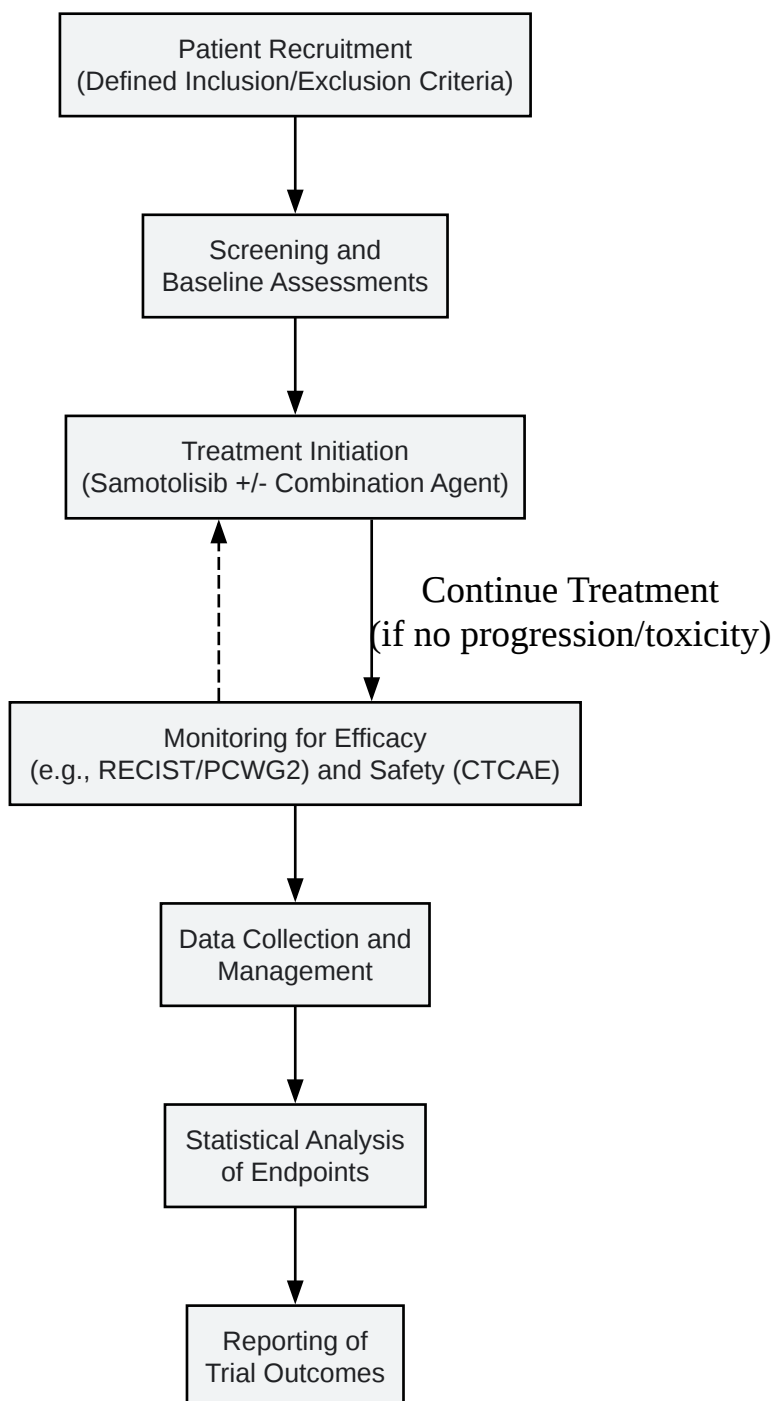 Patient Recruitment
(Defined Inclusion/Exclusion Criteria)
Screening and
Baseline Assessments
Treatment Initiation
(Samotolisib +/- Combination Agent)
Continue Treatment
(if no progression/toxicity)
Monitoring for Efficacy
(e.g., RECIST/PCWG2) and Safety (CTCAE)
Data Collection and
Management
Statistical Analysis
of Endpoints
Reporting of
Trial Outcomes